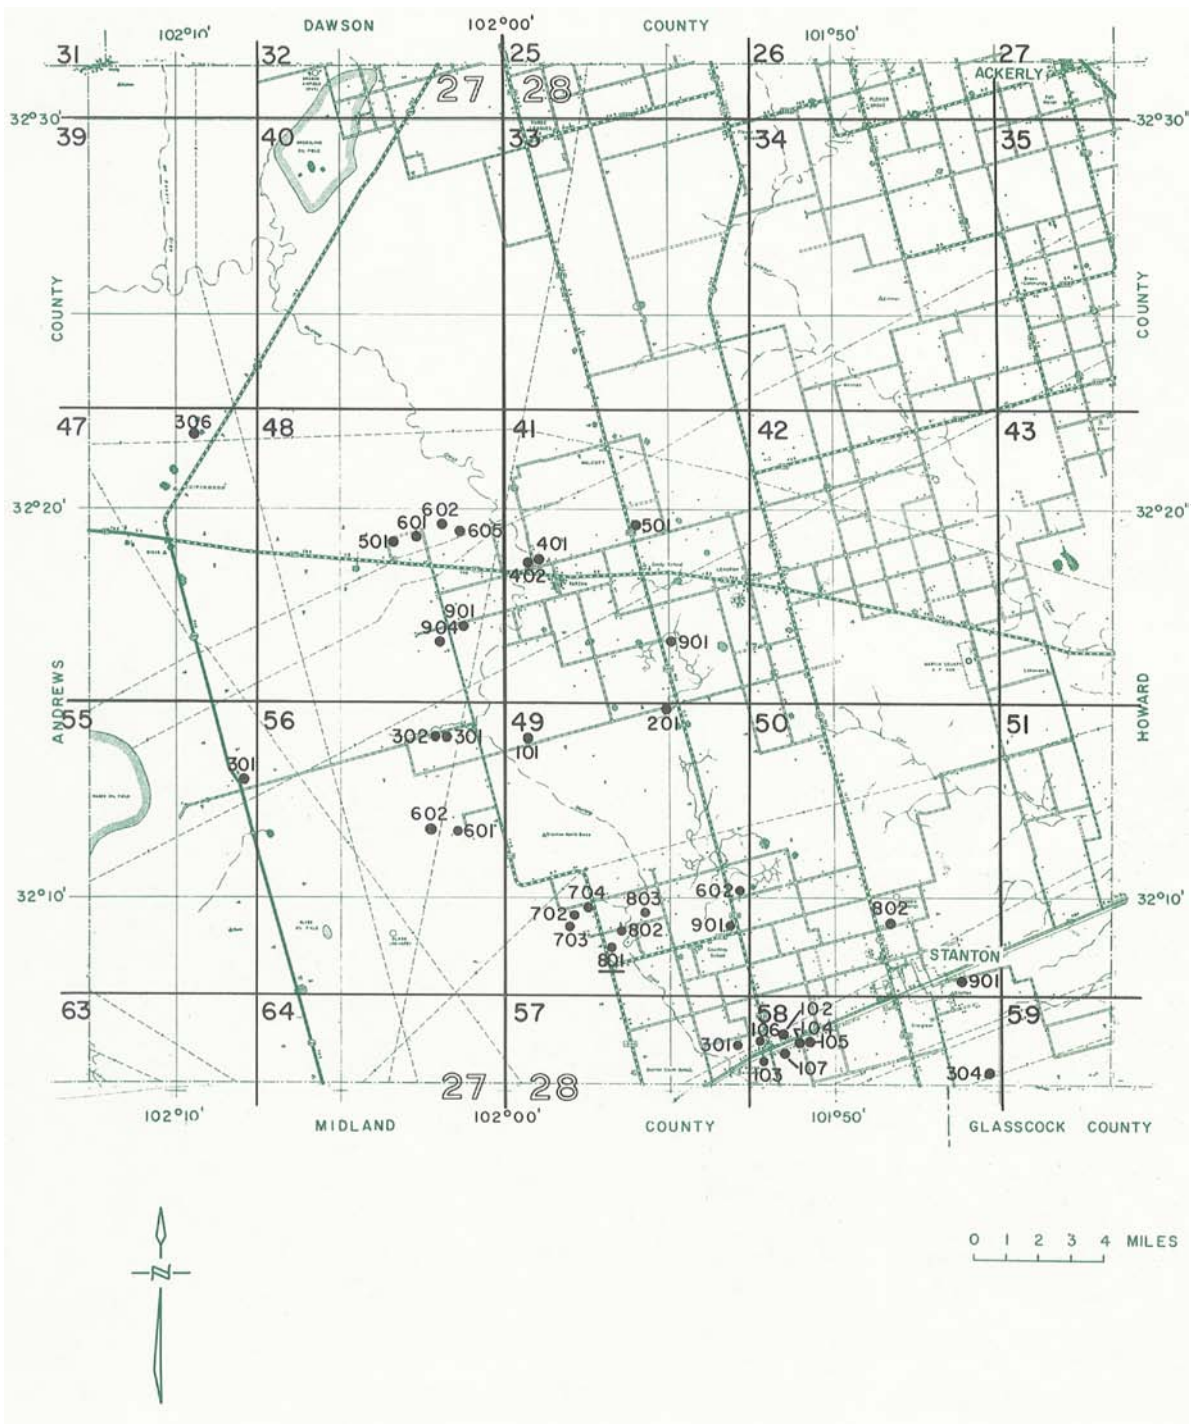 DAWSON COUNTY
102°10' 102°00' 101°50'
31 32 25 26 27
27 28 ACKERLY
32°30' 32°30"
39 40 33 34 35
COUNTY COUNTY
47 48 41 42 43
306
32°20' 32°20'
602
601 605 501
501 401
402
901
904 901
ANDREWS HOWARD
55 56 49 50 51
302 301 101 201
301
602 601
32°10' 32°10'
704 803 602
702 802 901 802
703
801 STANTON
901
63 64 57 58 59
102
106 104
301 105
103 107 304
27 28
102°10' 102°00' 101°50'
MIDLAND COUNTY GLASSCOCK COUNTY
0 1 2 3 4 MILES
N